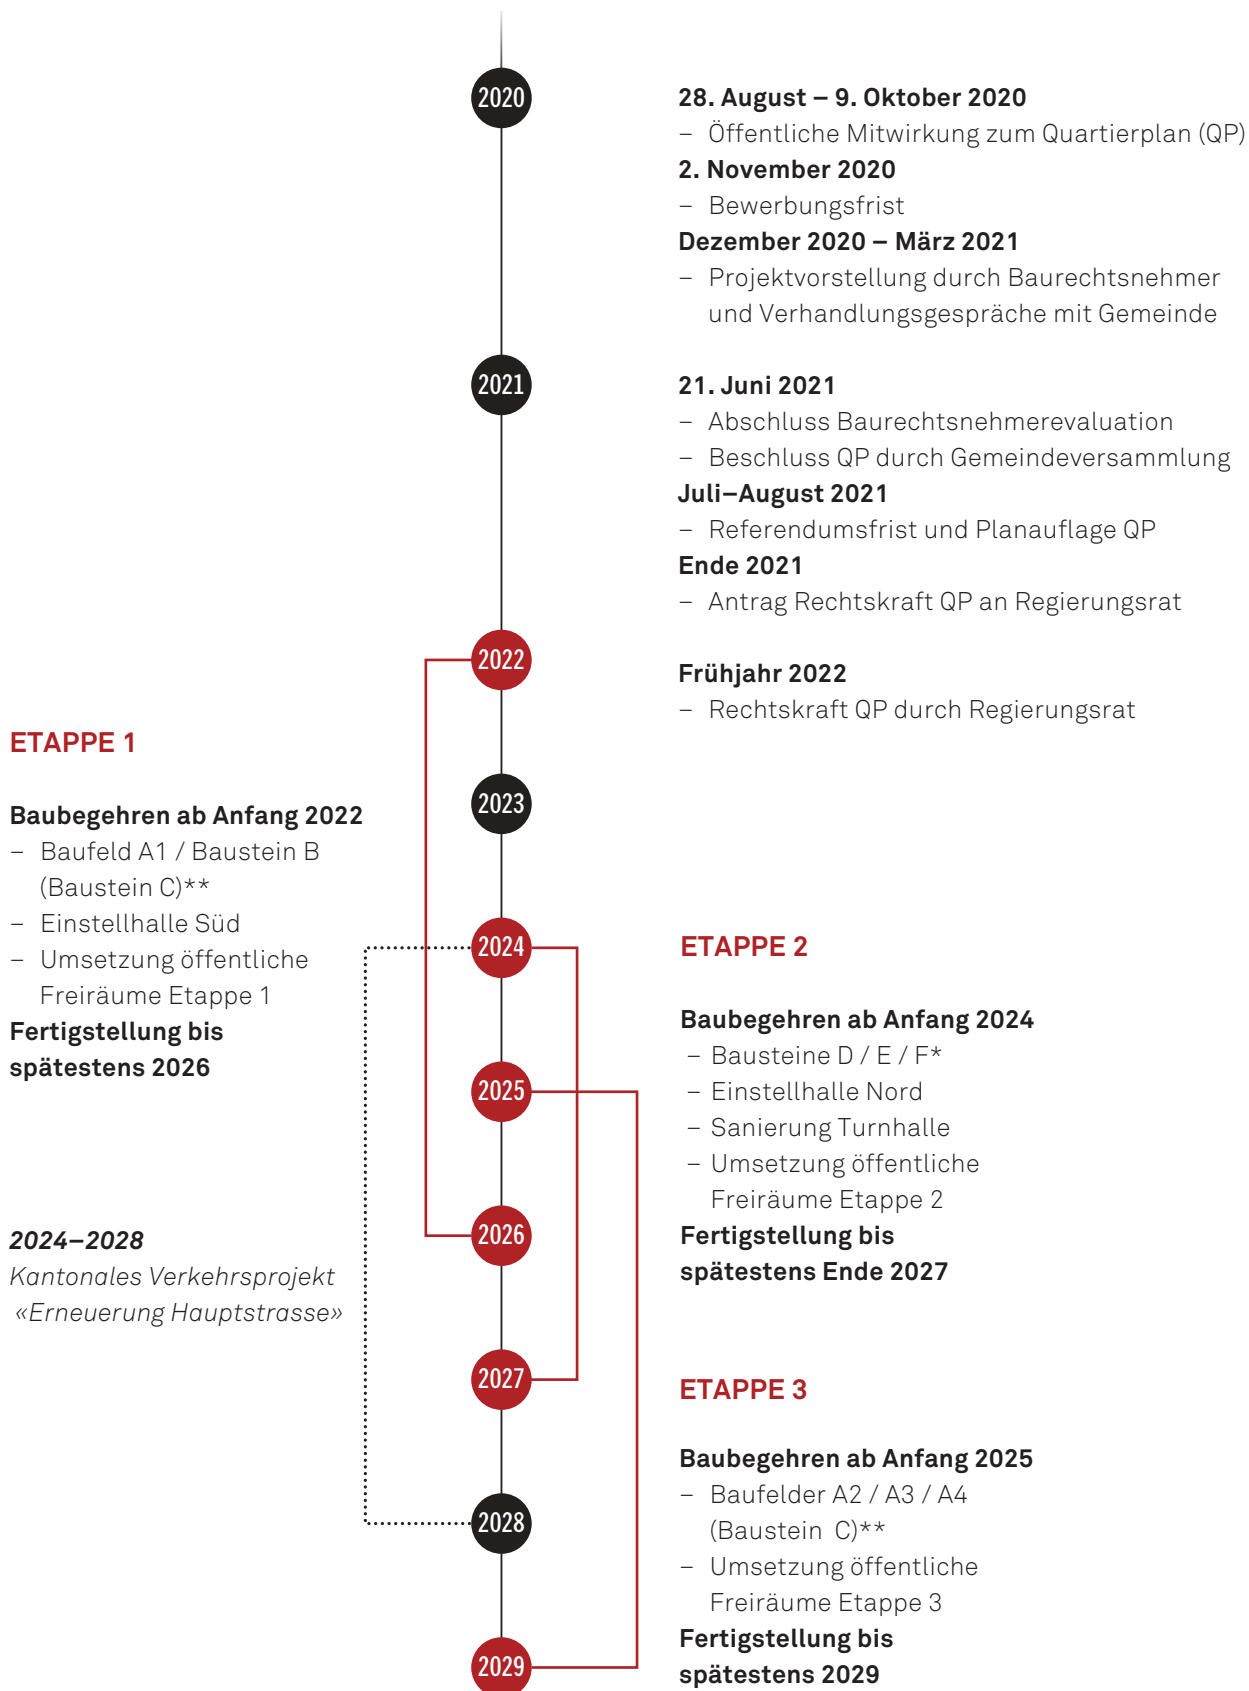 2020
28. August – 9. Oktober 2020
– Öffentliche Mitwirkung zum Quartierplan (QP)
2. November 2020
– Bewerbungsfrist
Dezember 2020 – März 2021
– Projektvorstellung durch Baurechtsnehmer
und Verhandlungsgespräche mit Gemeinde
2021
21. Juni 2021
– Abschluss Baurechtsnehmerevaluation
– Beschluss QP durch Gemeindeversammlung
Juli–August 2021
– Referendumsfrist und Planauflage QP
Ende 2021
– Antrag Rechtskraft QP an Regierungsrat
2022
Frühjahr 2022
– Rechtskraft QP durch Regierungsrat
ETAPPE 1
Baubegehren ab Anfang 2022
– Baufeld A1 / Baustein B
(Baustein C)**
– Einstellhalle Süd
– Umsetzung öffentliche
Freiräume Etappe 1
Fertigstellung bis
spätestens 2026
2023
2024
ETAPPE 2
Baubegehren ab Anfang 2024
– Bausteine D / E / F*
– Einstellhalle Nord
– Sanierung Turnhalle
– Umsetzung öffentliche
Freiräume Etappe 2
Fertigstellung bis
spätestens Ende 2027
2025
2026
2024–2028
Kantonales Verkehrsprojekt
«Erneuerung Hauptstrasse»
2027
ETAPPE 3
Baubegehren ab Anfang 2025
– Baufelder A2 / A3 / A4
(Baustein C)**
– Umsetzung öffentliche
Freiräume Etappe 3
Fertigstellung bis
spätestens 2029
2028
2029